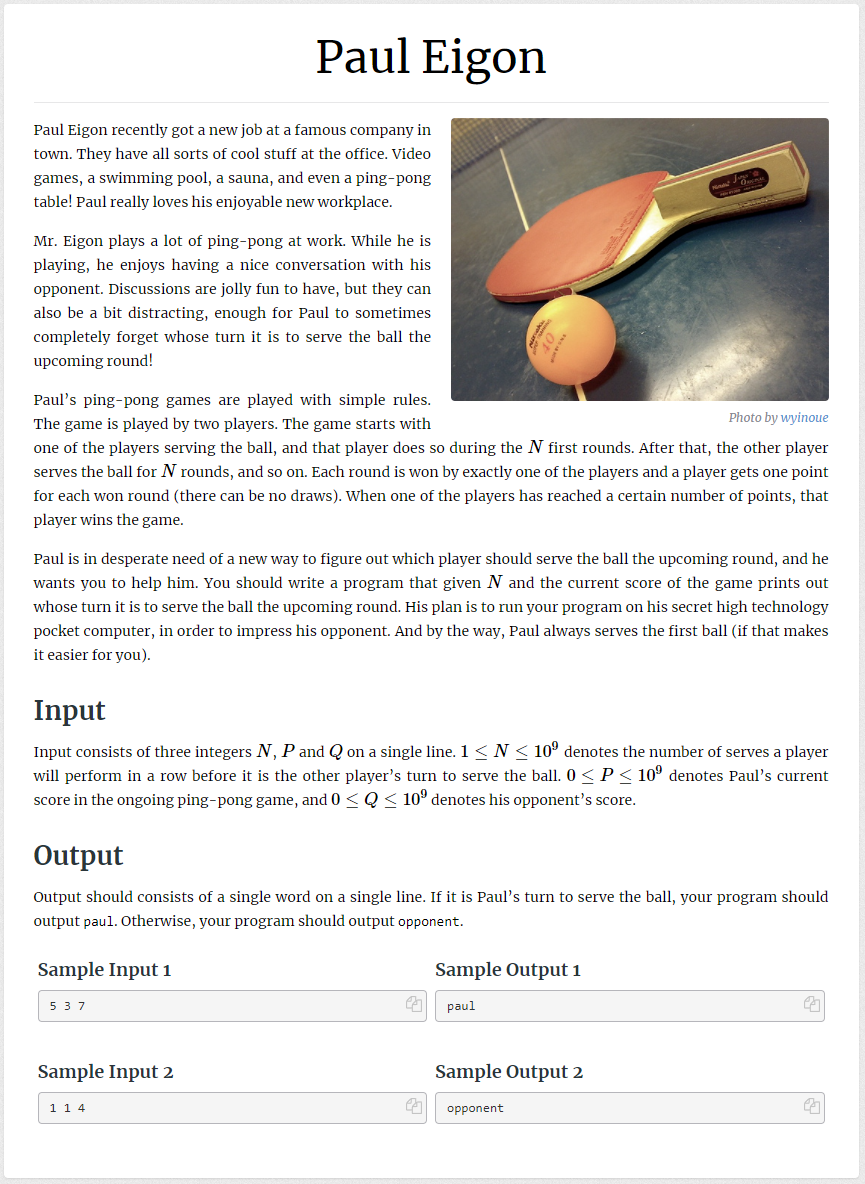 Paul Eigon
Paul Eigon recently got a new job at a famous company in
town. They have all sorts of cool stuff at the office. Video
games, a swimming pool, a sauna, and even a ping-pong
table! Paul really loves his enjoyable new workplace.
Mr. Eigon plays a lot of ping-pong at work. While he is
playing, he enjoys having a nice conversation with his
opponent. Discussions are jolly fun to have, but they can
also be a bit distracting, enough for Paul to sometimes
completely forget whose turn it is to serve the ball the
upcoming round!
Photo by wyinoue
Paul’s ping-pong games are played with simple rules.
The game is played by two players. The game starts with
one of the players serving the ball, and that player does so during the N first rounds. After that, the other player
serves the ball for N rounds, and so on. Each round is won by exactly one of the players and a player gets one point
for each won round (there can be no draws). When one of the players has reached a certain number of points, that
player wins the game.
Paul is in desperate need of a new way to figure out which player should serve the ball the upcoming round, and he
wants you to help him. You should write a program that given N and the current score of the game prints out
whose turn it is to serve the ball the upcoming round. His plan is to run your program on his secret high technology
pocket computer, in order to impress his opponent. And by the way, Paul always serves the first ball (if that makes
it easier for you).
Input
Input consists of three integers N, P and Q on a single line. 1 ≤ N ≤ 10⁹ denotes the number of serves a player
will perform in a row before it is the other player’s turn to serve the ball. 0 ≤ P ≤ 10⁹ denotes Paul’s current
score in the ongoing ping-pong game, and 0 ≤ Q ≤ 10⁹ denotes his opponent’s score.
Output
Output should consists of a single word on a single line. If it is Paul’s turn to serve the ball, your program should
output paul. Otherwise, your program should output opponent.
Sample Input 1
Sample Output 1
5 3 7
paul
Sample Input 2
Sample Output 2
1 1 4
opponent